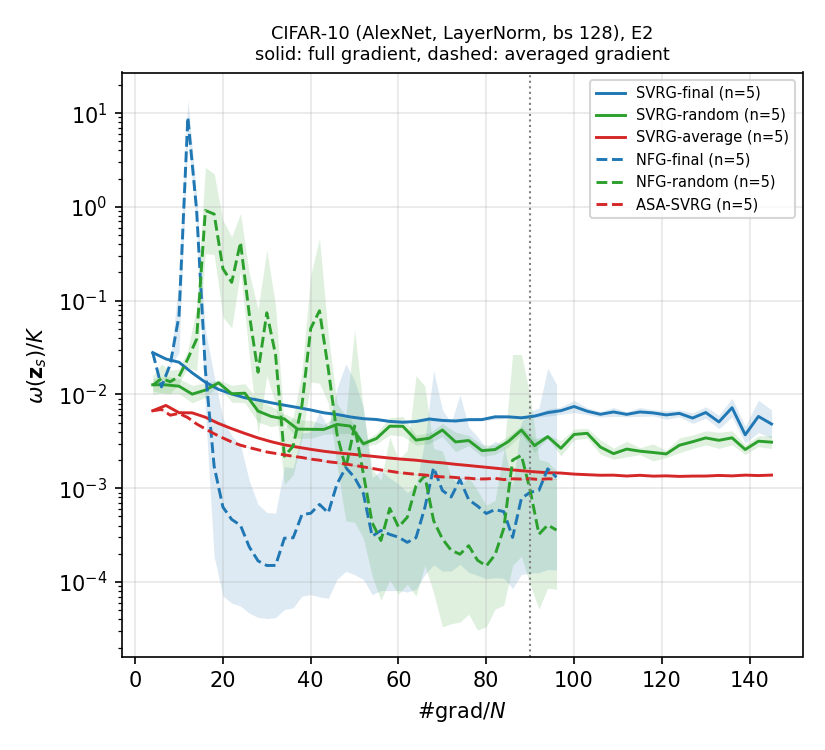 CIFAR-10 (AlexNet, LayerNorm, bs 128), E2
solid: full gradient, dashed: averaged gradient
SVRG-final (n=5)
SVRG-random (n=5)
SVRG-average (n=5)
NFG-final (n=5)
NFG-random (n=5)
ASA-SVRG (n=5)
ω(𝐳ₛ)/K
10¹
10⁰
10⁻¹
10⁻²
10⁻³
10⁻⁴
0 20 40 60 80 100 120 140
#grad/N